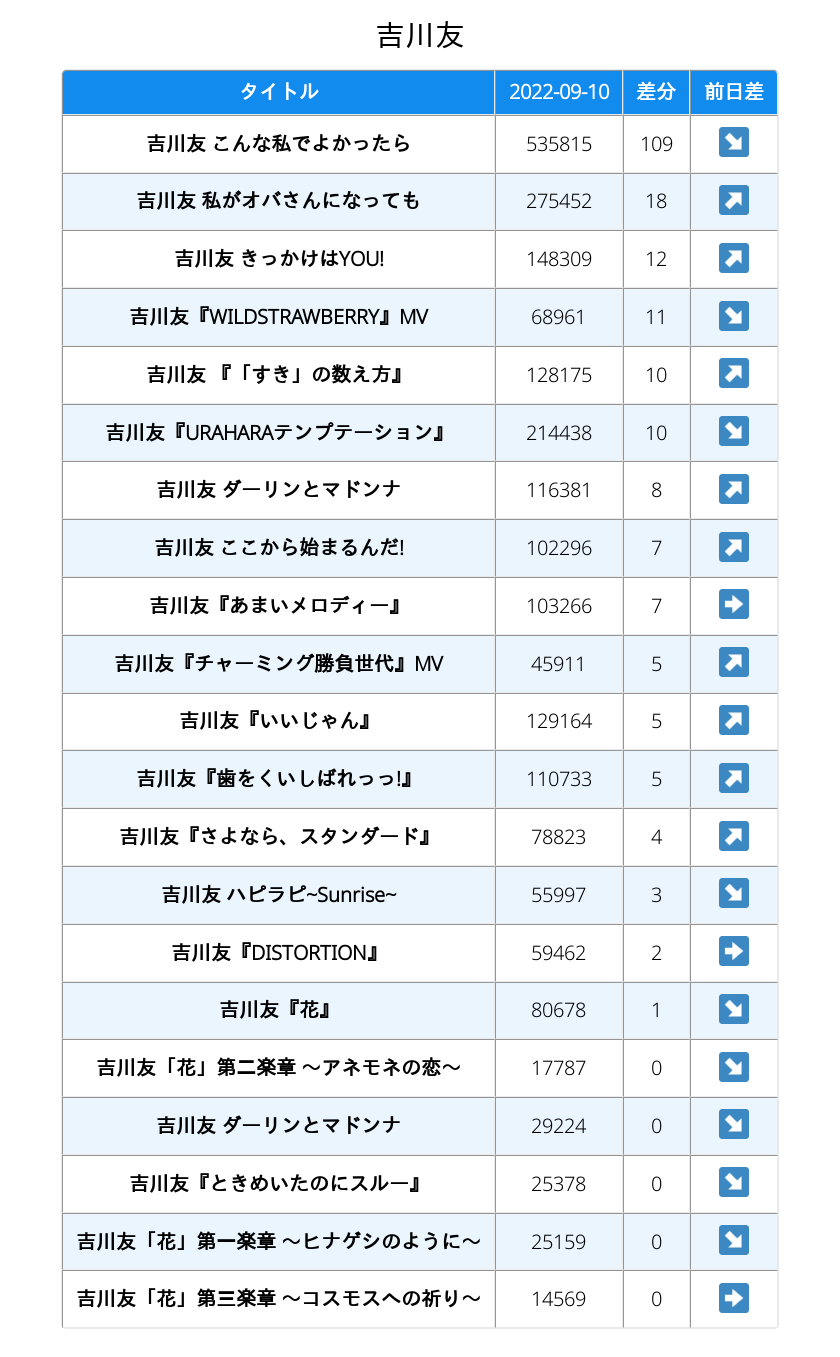 吉川友
タイトル 2022-09-10 差分 前日差
吉川友 こんな私でよかったら 535815 109 ↘
吉川友 私がオバさんになっても 275452 18 ↗
吉川友 きっかけはYOU! 148309 12 ↗
吉川友『WILDSTRAWBERRY』MV 68961 11 ↘
吉川友 『「すき」の数え方』 128175 10 ↗
吉川友『URAHARAテンプテーション』 214438 10 ↘
吉川友 ダーリンとマドンナ 116381 8 ↗
吉川友 ここから始まるんだ! 102296 7 ↗
吉川友『あまいメロディー』 103266 7 ➡
吉川友『チャーミング勝負世代』MV 45911 5 ↗
吉川友『いいじゃん』 129164 5 ↗
吉川友『歯をくいしばれっっ!』 110733 5 ↗
吉川友『さよなら、スタンダード』 78823 4 ↗
吉川友 ハピラピ~Sunrise~ 55997 3 ↘
吉川友『DISTORTION』 59462 2 ➡
吉川友『花』 80678 1 ↘
吉川友「花」第二楽章 〜アネモネの恋〜 17787 0 ↘
吉川友 ダーリンとマドンナ 29224 0 ↘
吉川友『ときめいたのにスルー』 25378 0 ↘
吉川友「花」第一楽章 〜ヒナゲシのように〜 25159 0 ↘
吉川友「花」第三楽章 〜コスモスへの祈り〜 14569 0 ➡